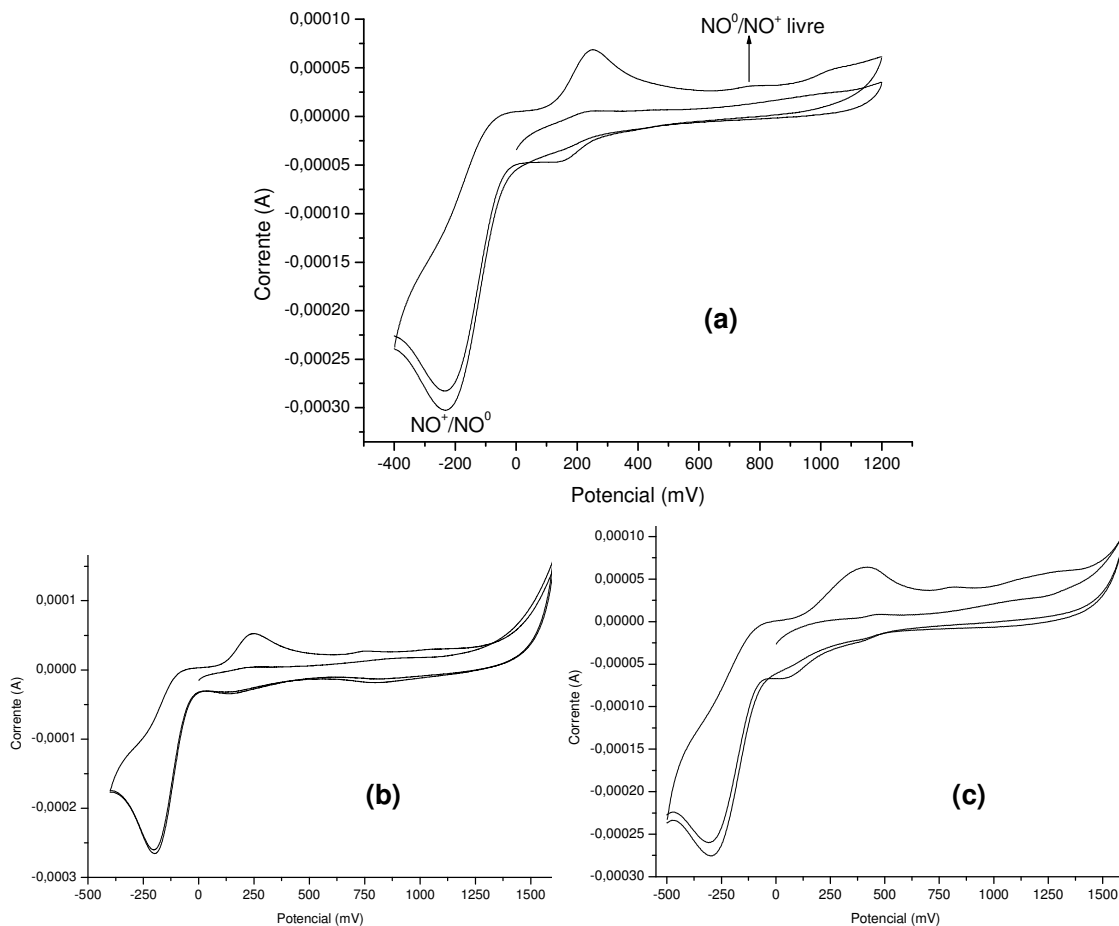 NO⁰/NO⁺ livre
0,00010
0,00005
0,00000
-0,00005
-0,00010
-0,00015
-0,00020
-0,00025
-0,00030
Corrente (A)
(a)
NO⁺/NO⁰
-400 -200 0 200 400 600 800 1000 1200
Potencial (mV)
0,0001
0,0000
-0,0001
-0,0002
-0,0003
Corrente (A)
(b)
-500 -250 0 250 500 750 1000 1250 1500
Potencial (mV)
0,00010
0,00005
0,00000
-0,00005
-0,00010
-0,00015
-0,00020
-0,00025
-0,00030
Corrente (A)
(c)
-500 -250 0 250 500 750 1000 1250 1500
Potencial (mV)